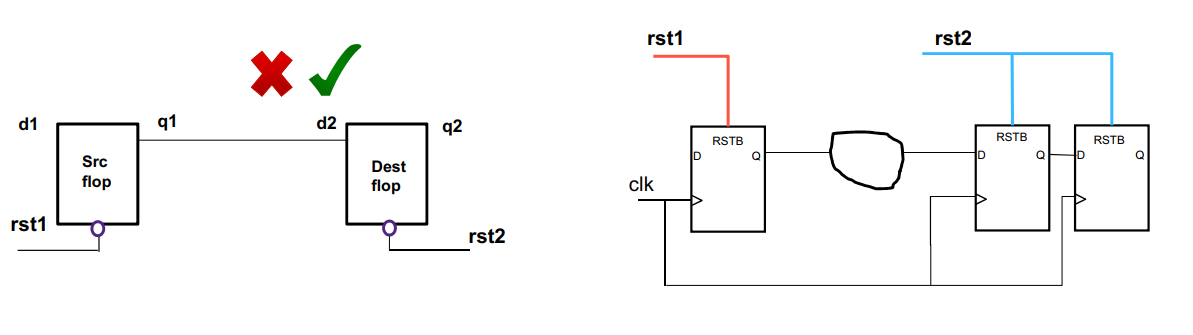 d1
q1
d2
q2
Src
flop
Dest
flop
rst1
rst2
rst1
rst2
RSTB
D
Q
clk
RSTB
D
Q
RSTB
D
Q